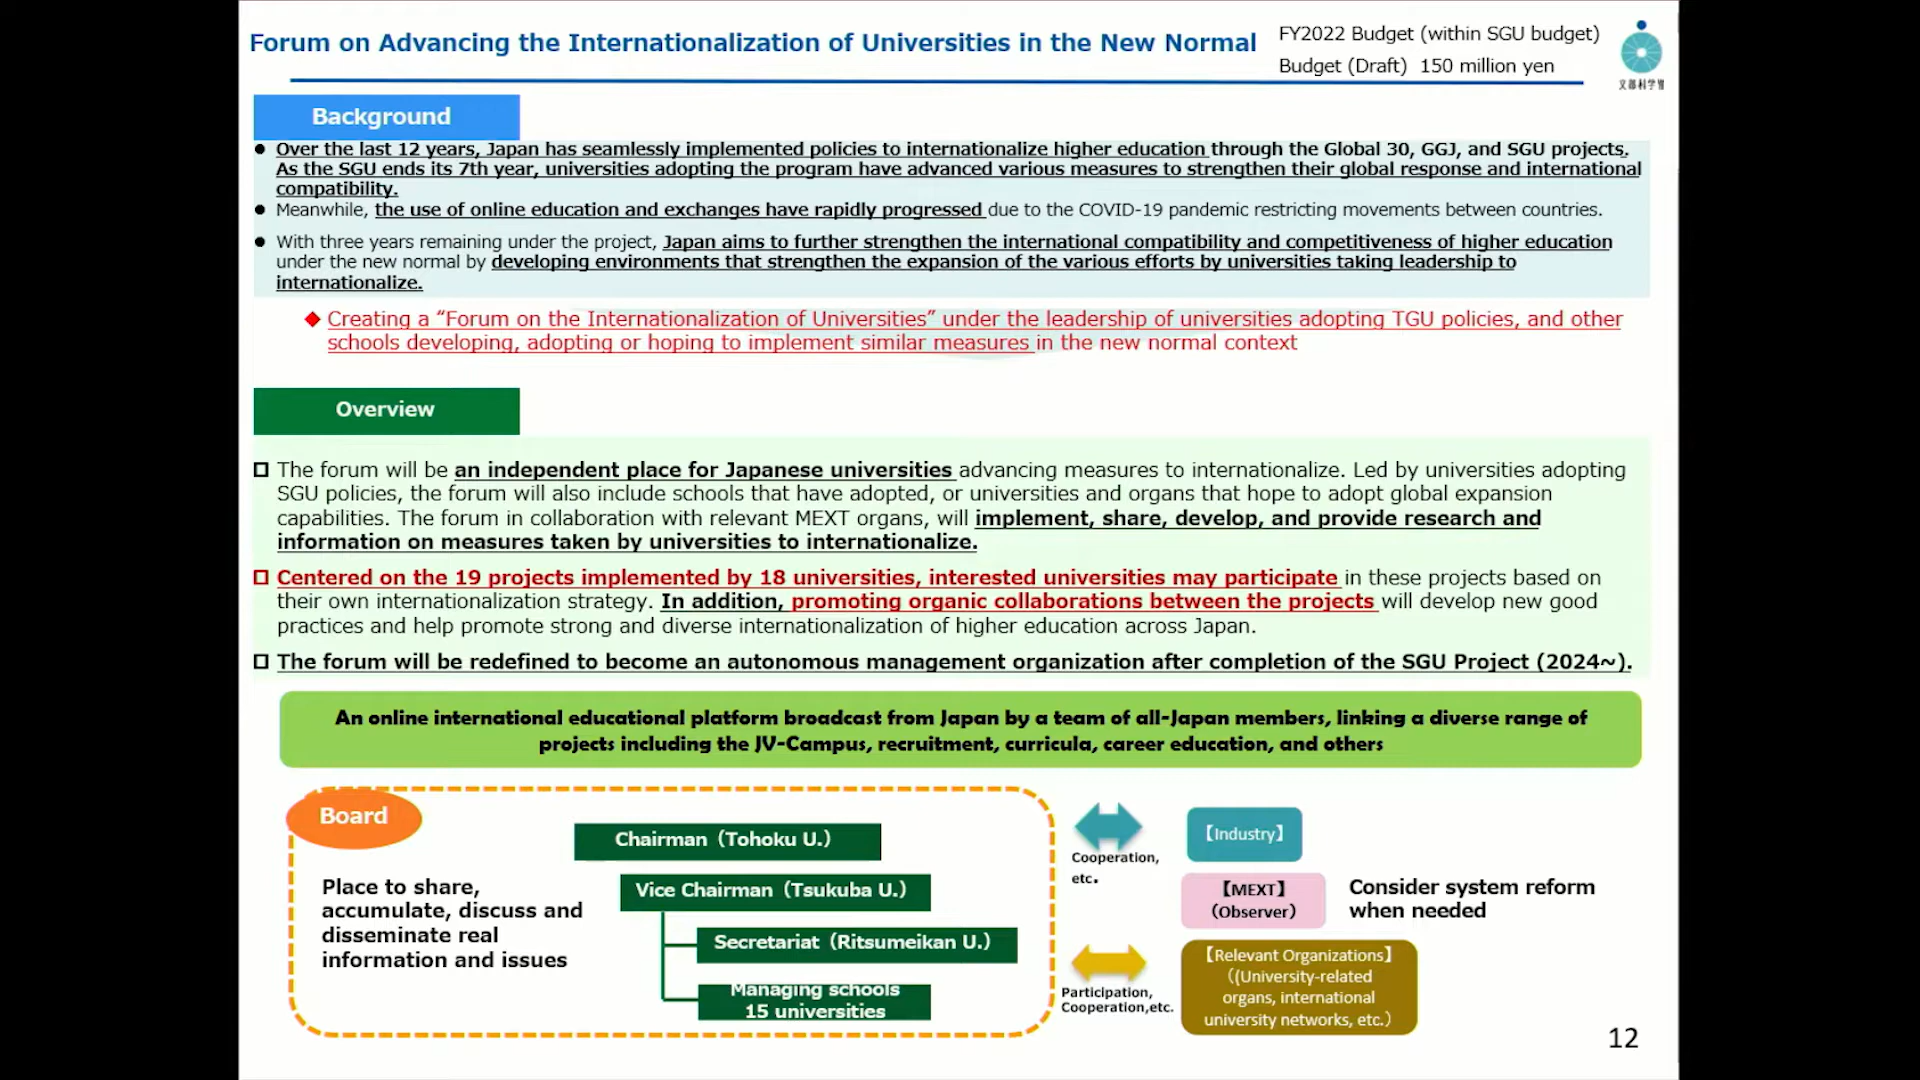 Forum on Advancing the Internationalization of Universities in the New Normal
FY2022 Budget (within SGU budget)
Budget (Draft) 150 million yen
文部科学省
Background
● Over the last 12 years, Japan has seamlessly implemented policies to internationalize higher education through the Global 30, GGJ, and SGU projects.
As the SGU ends its 7th year, universities adopting the program have advanced various measures to strengthen their global response and international
compatibility.
● Meanwhile, the use of online education and exchanges have rapidly progressed due to the COVID-19 pandemic restricting movements between countries.
● With three years remaining under the project, Japan aims to further strengthen the international compatibility and competitiveness of higher education
under the new normal by developing environments that strengthen the expansion of the various efforts by universities taking leadership to
internationalize.
◆ Creating a “Forum on the Internationalization of Universities” under the leadership of universities adopting TGU policies, and other
schools developing, adopting or hoping to implement similar measures in the new normal context
Overview
□ The forum will be an independent place for Japanese universities advancing measures to internationalize. Led by universities adopting
SGU policies, the forum will also include schools that have adopted, or universities and organs that hope to adopt global expansion
capabilities. The forum in collaboration with relevant MEXT organs, will implement, share, develop, and provide research and
information on measures taken by universities to internationalize.
□ Centered on the 19 projects implemented by 18 universities, interested universities may participate in these projects based on
their own internationalization strategy. In addition, promoting organic collaborations between the projects will develop new good
practices and help promote strong and diverse internationalization of higher education across Japan.
□ The forum will be redefined to become an autonomous management organization after completion of the SGU Project (2024~).
An online international educational platform broadcast from Japan by a team of all-Japan members, linking a diverse range of
projects including the JV-Campus, recruitment, curricula, career education, and others
Board
Place to share,
accumulate, discuss and
disseminate real
information and issues
Chairman（Tohoku U.）
Vice Chairman（Tsukuba U.）
Secretariat（Ritsumeikan U.）
Managing schools
15 universities
Cooperation,
etc.
Participation,
Cooperation,etc.
【Industry】
【MEXT】
（Observer）
Consider system reform
when needed
【Relevant Organizations】
（(University-related
organs, international
university networks, etc.）
12